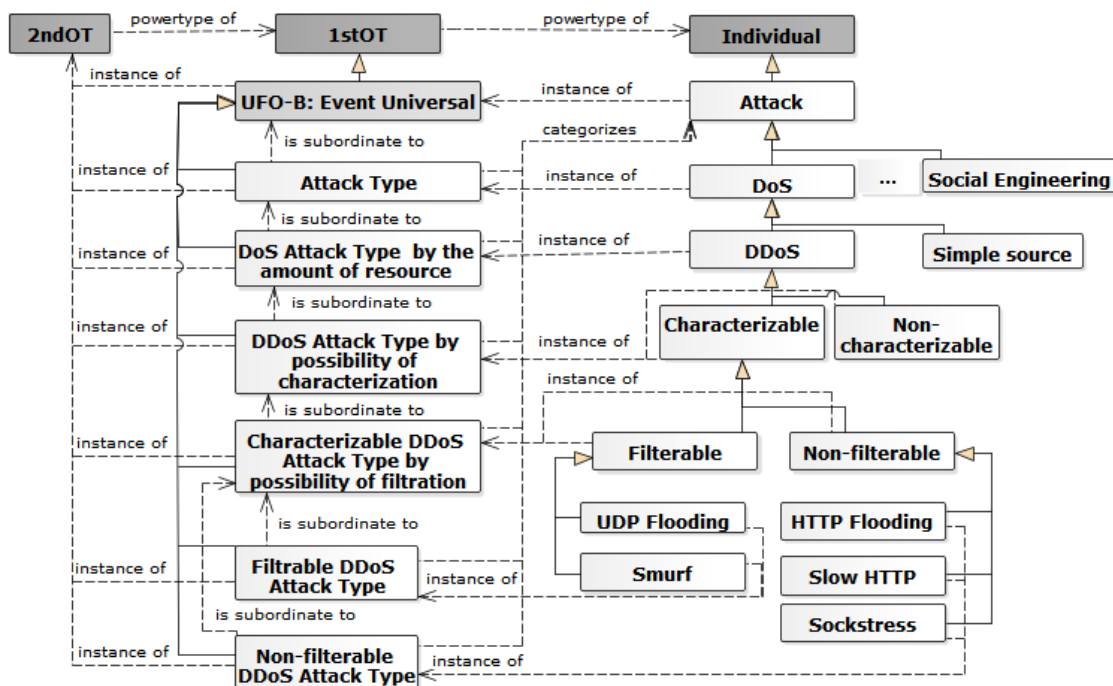 2ndOT
powertype of
1stOT
powertype of
Individual
instance of
UFO-B: Event Universal
instance of
Attack
is subordinate to
categorizes
instance of
Attack Type
instance of
DoS
...
Social Engineering
is subordinate to
instance of
DoS Attack Type by the
amount of resource
instance of
DDoS
Simple source
is subordinate to
instance of
DDoS Attack Type by
possibility of
characterization
instance of
Characterizable
Non-
characterizable
is subordinate to
instance of
instance of
Characterizable DDoS
Attack Type by
possibility of filtration
Filterable
Non-filterable
is subordinate to
UDP Flooding
HTTP Flooding
instance of
Filtrable DDoS
Attack Type
instance of
Smurf
Slow HTTP
is subordinate to
Sockstress
instance of
Non-filterable
DDoS Attack Type
instance of